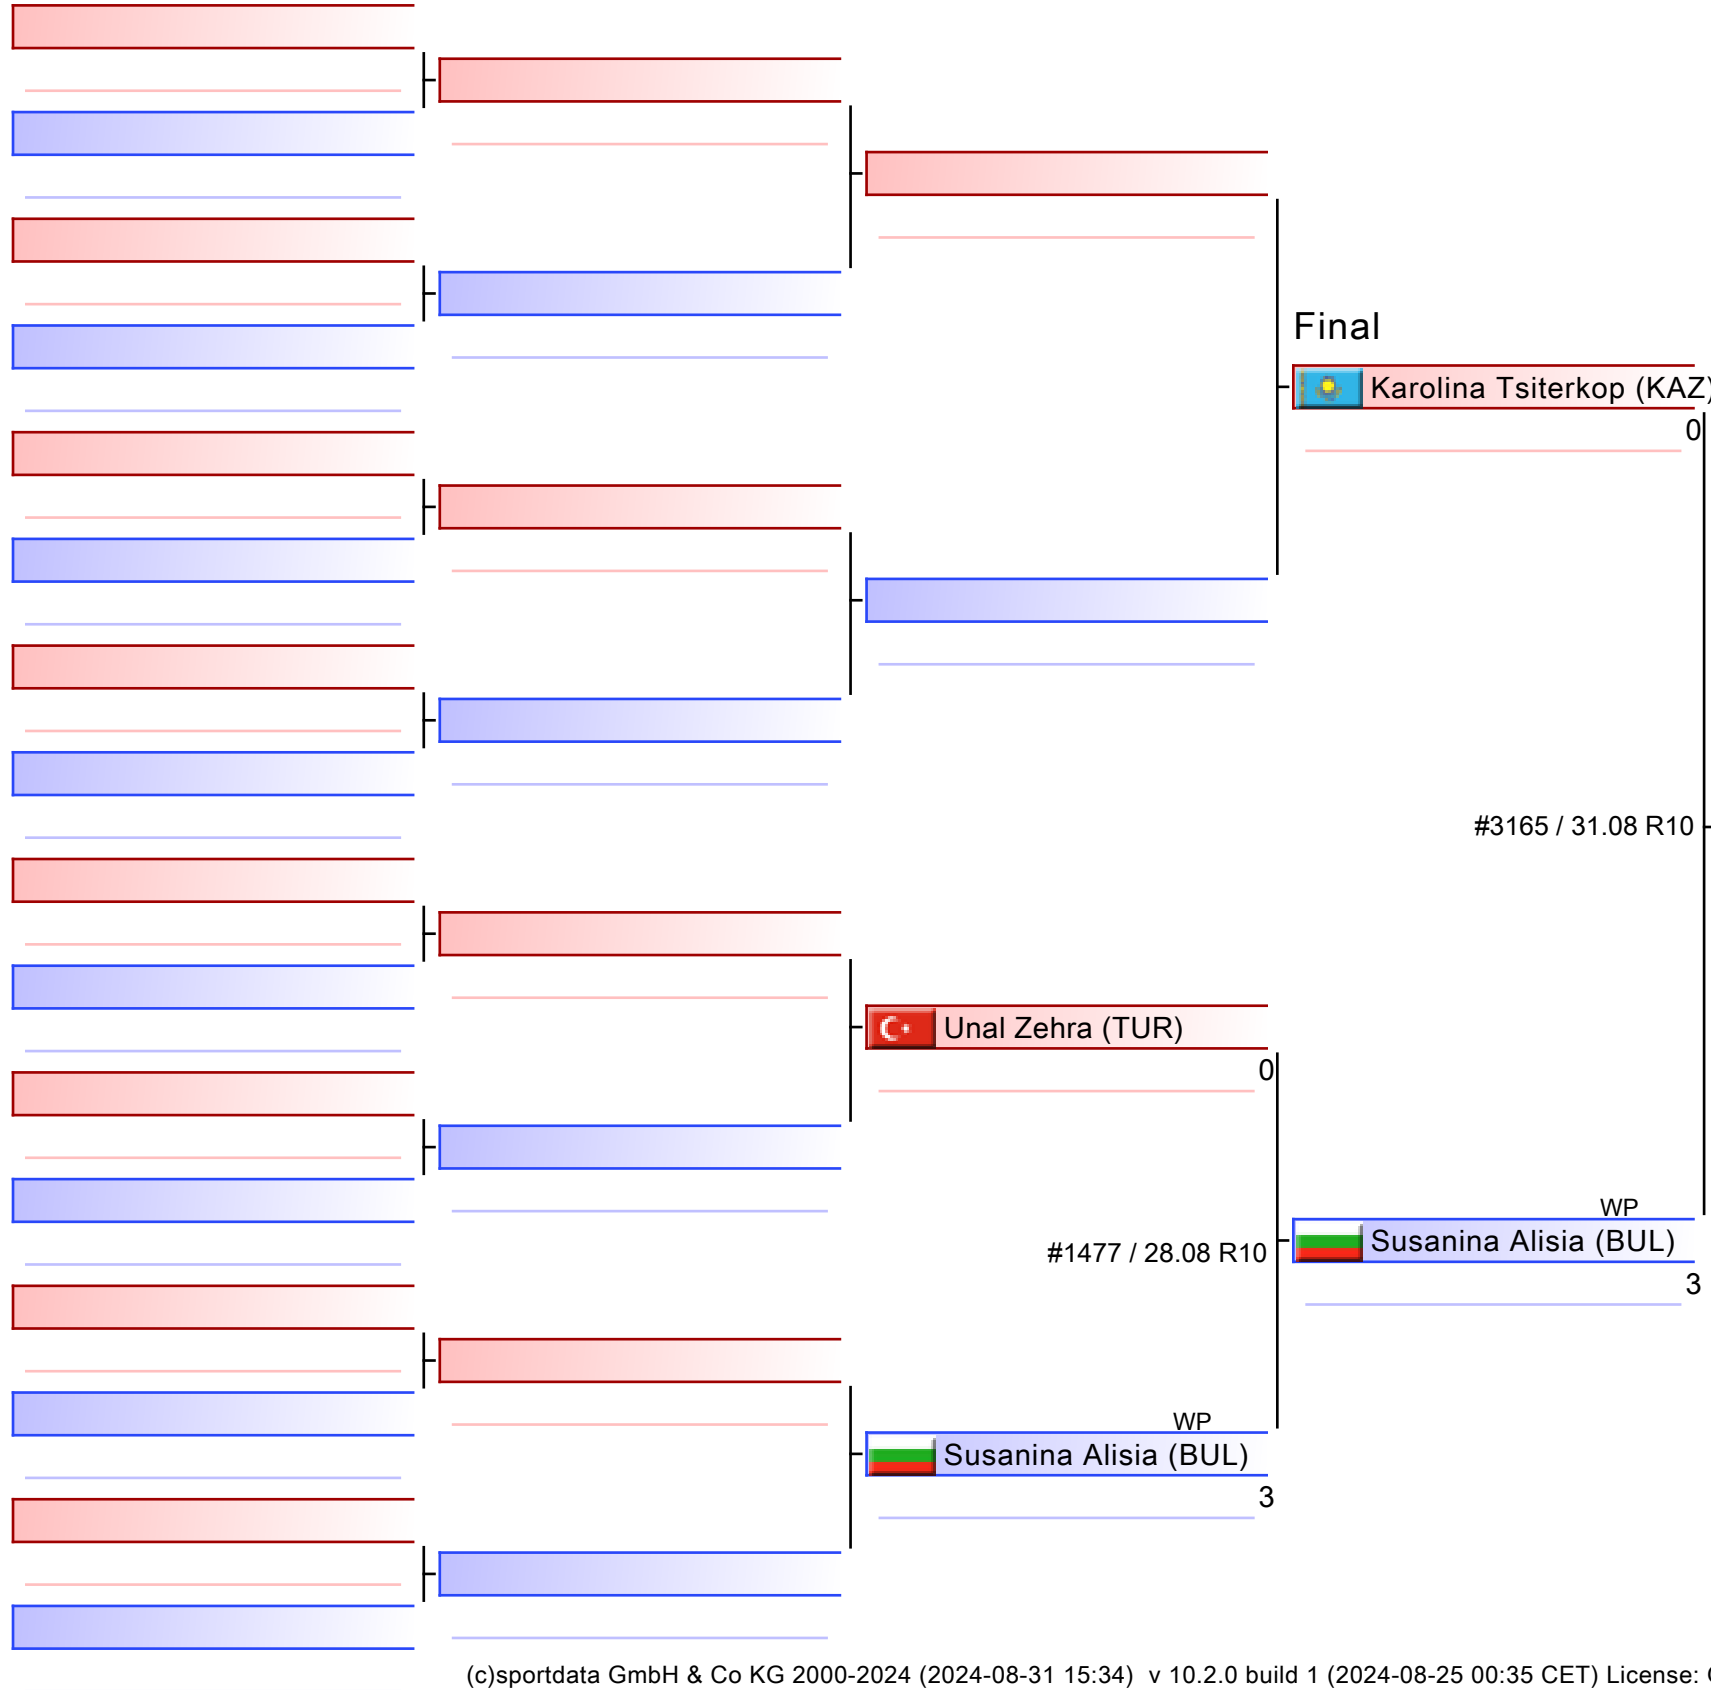 Final
Karolina Tsiterkop (KAZ)
0
#3165 / 31.08 R10
Unal Zehra (TUR)
0
WP
Susanina Alisia (BUL)
3
#1477 / 28.08 R10
WP
Susanina Alisia (BUL)
3
(c)sportdata GmbH & Co KG 2000-2024 (2024-08-31 15:34) v 10.2.0 build 1 (2024-08-25 00:35 CET) License: